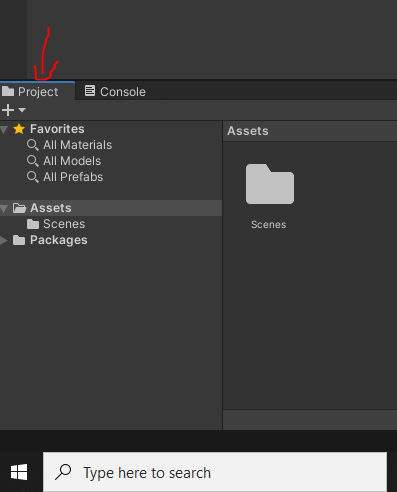 Project
Console
Favorites
All Materials
All Models
All Prefabs
Assets
Scenes
Packages
Assets
Scenes
Type here to search